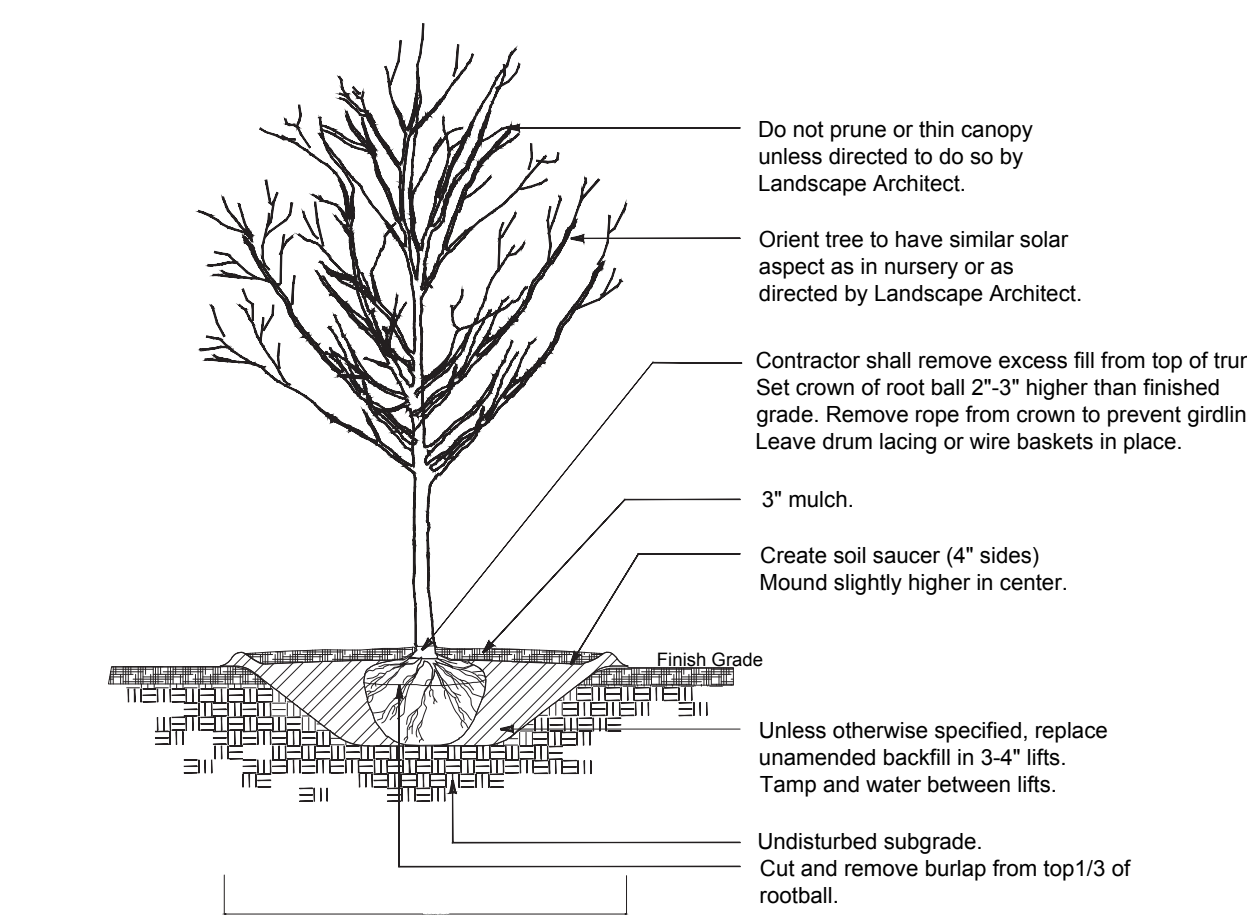 Do not prune or thin canopy
unless directed to do so by
Landscape Architect.
Orient tree to have similar solar
aspect as in nursery or as
directed by Landscape Architect.
Contractor shall remove excess fill from top of
Set crown of root ball 2"-3" higher than finished
grade. Remove rope from crown to prevent
Leave drum lacing or wire baskets in place.
3" mulch.
Create soil saucer (4" sides)
Mound slightly higher in center.
Finish Grade
Unless otherwise specified, replace
unamended backfill in 3-4" lifts.
Tamp and water between lifts.
Undisturbed subgrade.
Cut and remove burlap from top1/3 of
rootball.